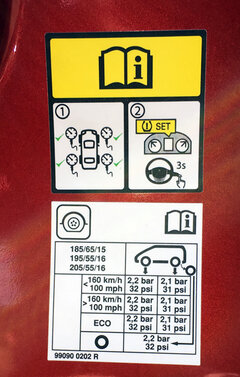 1
2
SET
3s
185/65/15
195/55/16
205/55/16
<160 km/h
100 mph
2,2 bar
32 psi
2,1 bar
31 psi
>160 km/h
100 mph
2,2 bar
32 psi
2,1 bar
31 psi
ECO
2,2 bar
32 psi
2,1 bar
31 psi
2,2 bar
32 psi
99090 0202 R